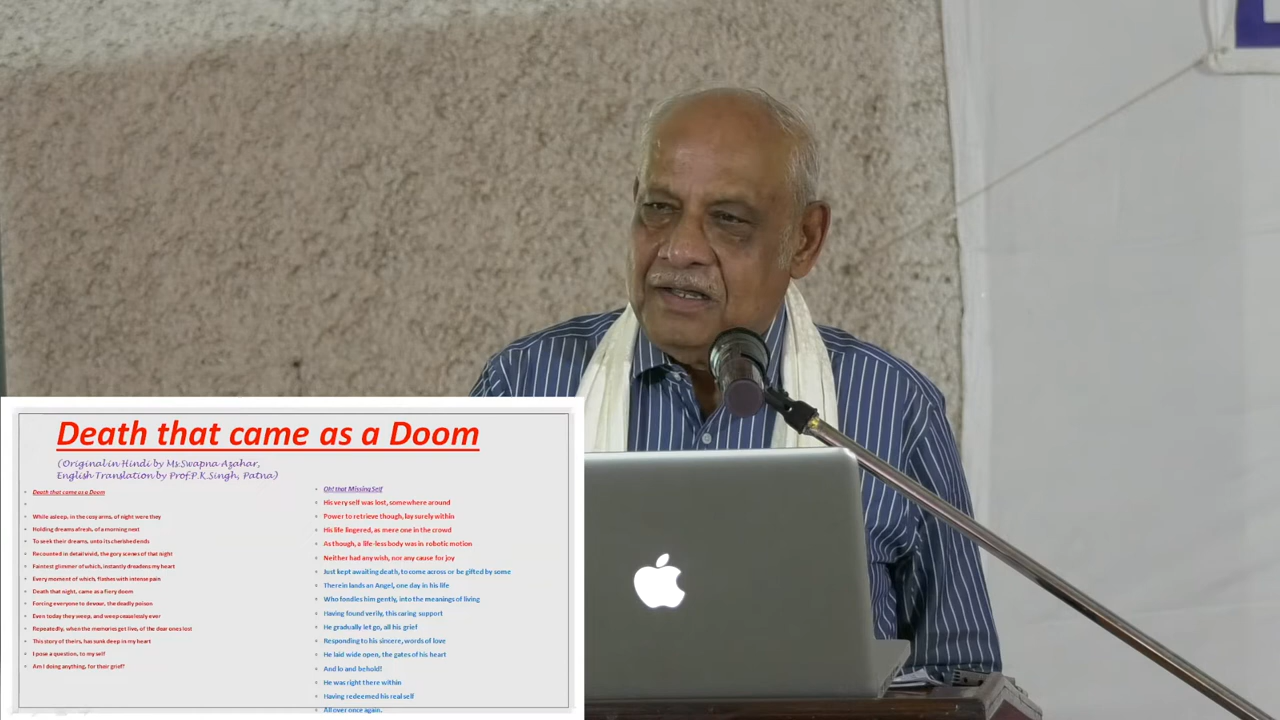 Death that came as a Doom
(Original in Hindi by Ms.Swapna Azahar,
English Translation by Prof.P.K.Singh, Patna)
Death that came as a Doom
While asleep, in the cosy arms, of night were they
Holding dreams afresh, of a morning next
To seek their dreams, unto its cherished ends
Recounted in detail vivid, the gory scenes of that night
Faintest glimmer of which, instantly dreadens my heart
Every moment of which, flashes with intense pain
Death that night, came as a fiery doom
Forcing everyone to devour, the deadly poison
Even today they weep, and weep ceaselessly ever
Repeatedly, when the memories get live, of the dear ones lost
This story of theirs, has sunk deep in my heart
I pose a question, to my self
Am I doing anything, for their grief?
Oh! that Missing Self
His very self was lost, somewhere around
Power to retrieve though, lay surely within
His life lingered, as mere one in the crowd
As though, a life-less body was in robotic motion
Neither had any wish, nor any cause for joy
Just kept awaiting death, to come across or be gifted by some
Therein lands an Angel, one day in his life
Who fondles him gently, into the meanings of living
Having found verily, this caring support
He gradually let go, all his grief
Responding to his sincere, words of love
He laid wide open, the gates of his heart
And lo and behold!
He was right there within
Having redeemed his real self
All over once again.